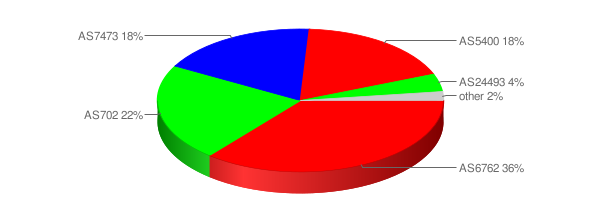 AS7473 18%
AS5400 18%
AS24493 4%
other 2%
AS702 22%
AS6762 36%